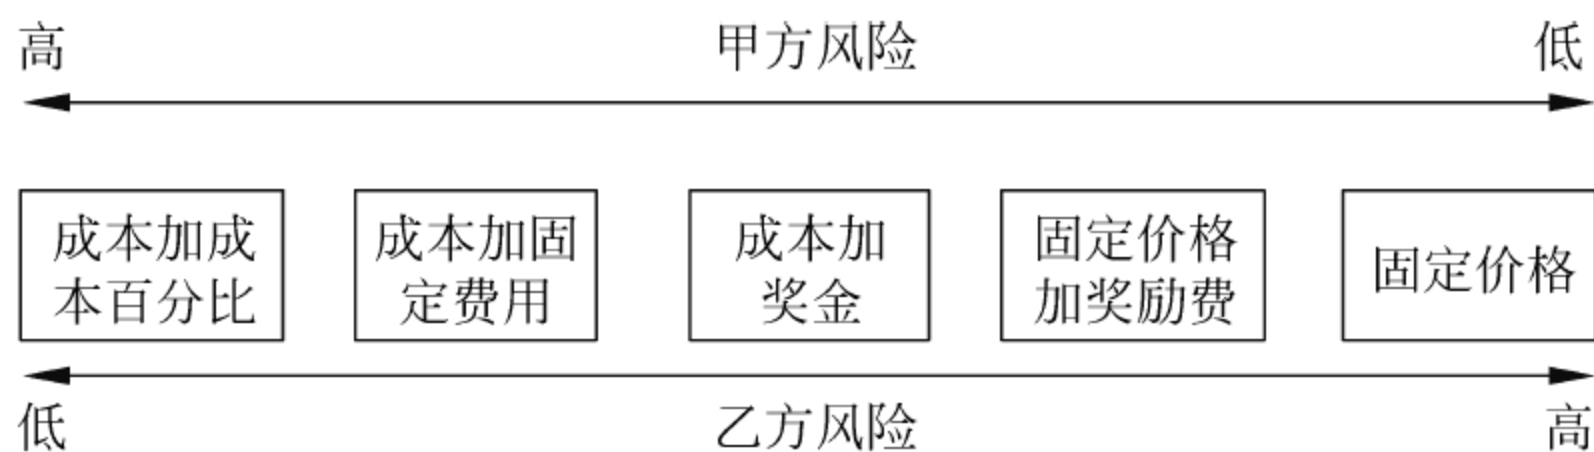 高 甲方风险 低
成本加成
本百分比
成本加固
定费用
成本加
奖金
固定价格
加奖励费
固定价格
低 乙方风险 高